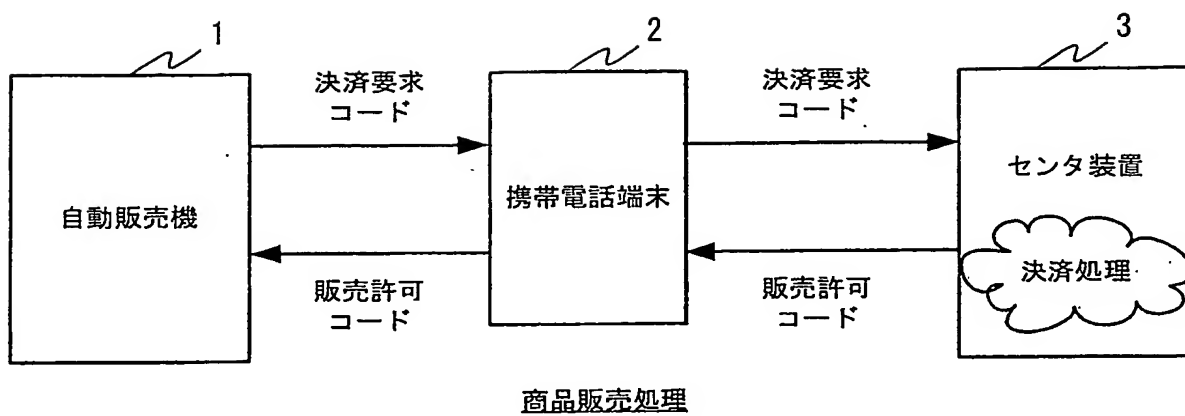 1
2
3
決済要求
コード
決済要求
コード
自動販売機
携帯電話端末
センタ装置
決済処理
販売許可
コード
販売許可
コード
商品販売処理